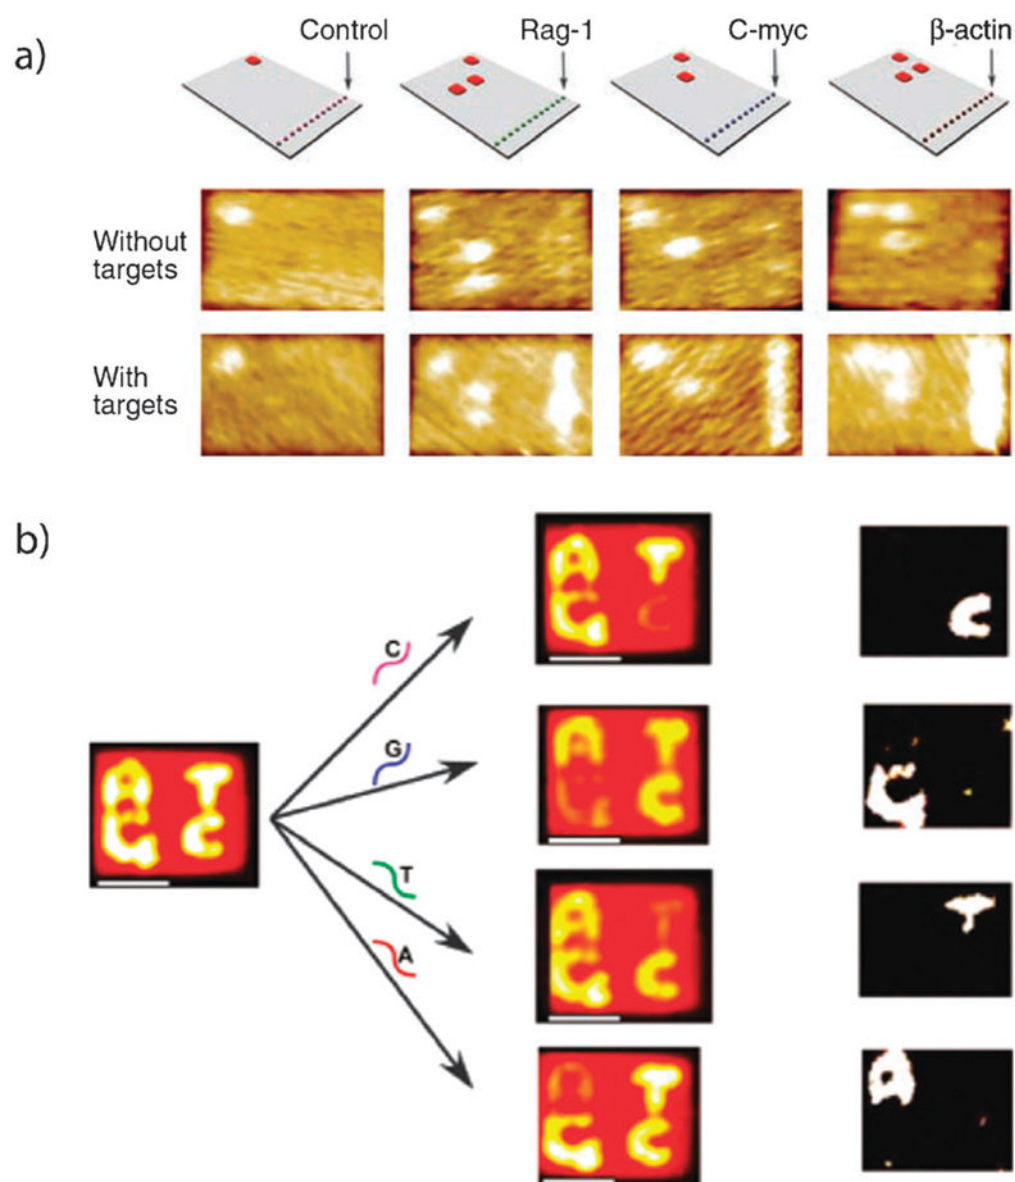 a)
Control Rag-1 C-myc β-actin
Without
targets
With
targets
b)
A T
G C
C
G
T
A
A T
G C
C
A T
G C
G
A T
G C
T
A T
G C
A